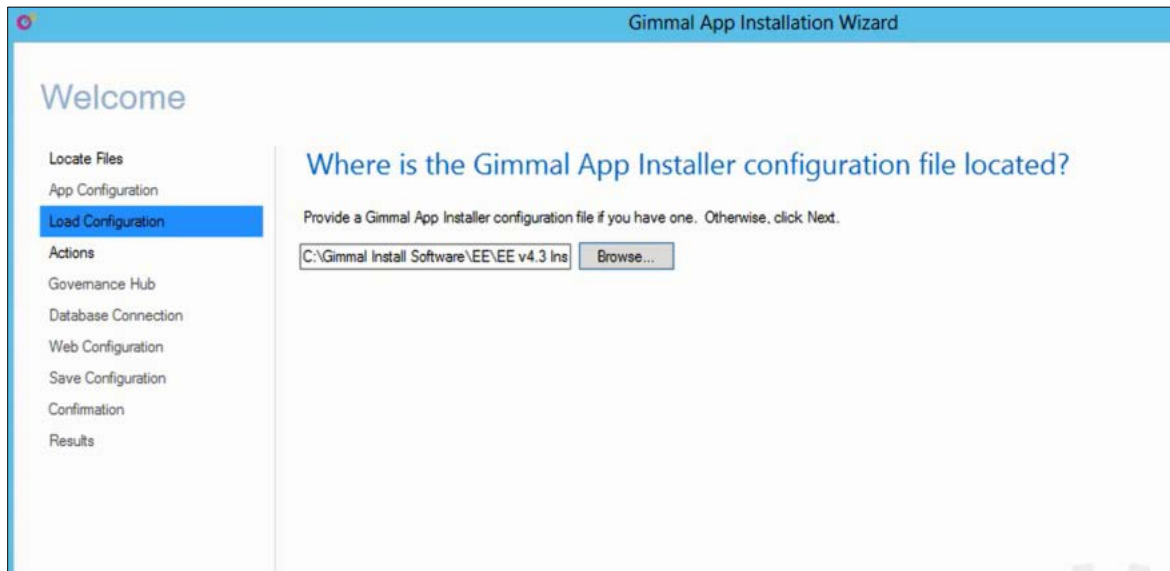 Gimmal App Installation Wizard
Welcome
Locate Files
App Configuration
Load Configuration
Actions
Governance Hub
Database Connection
Web Configuration
Save Configuration
Confirmation
Results
Where is the Gimmal App Installer configuration file located?
Provide a Gimmal App Installer configuration file if you have one. Otherwise, click Next.
C:\Gimmal Install Software\EE\EE v4.3 Ins
Browse...